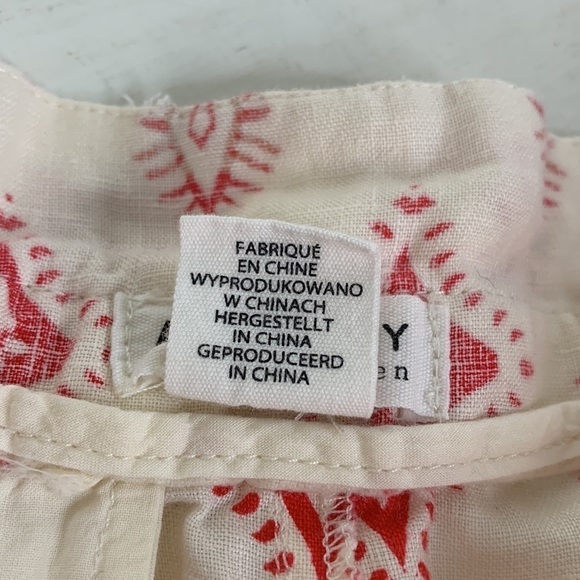 FABRIQUÉ
EN CHINE
WYPRODUKOWANO
W CHINACH
HERGESTELLT
IN CHINA
GEPRODUCEERD
IN CHINA